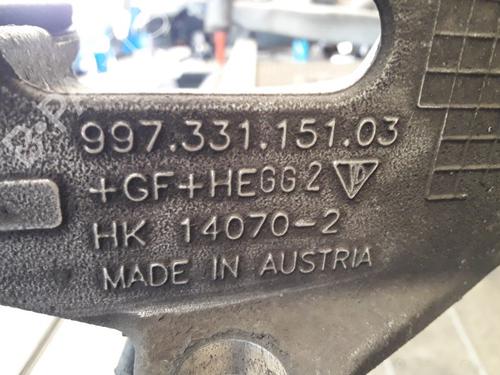 997.331.151.03
+GF+HEGG2
HK 14070-2
MADE IN AUSTRIA